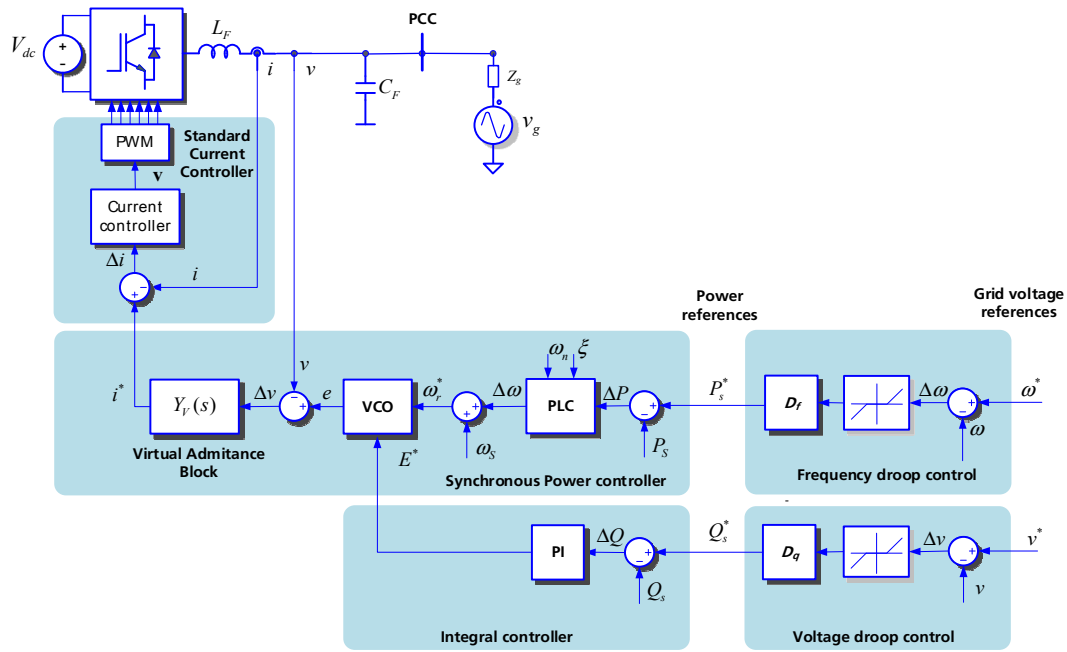 PCC
L_F
V_dc
+
−
i
v
C_F
Z_g
v_g
PWM
Standard
Current
Controller
v
Current
controller
Δi
−
+
i
Power
references
Grid voltage
references
v
ω_n
ξ
i*
Y_V(s)
Δv
−
+
e
VCO
ω_r*
+
+
Δω
PLC
ΔP
+
−
P_s*
D_f
Δω
+
−
ω*
ω
ω_S
P_S
E*
Virtual Admitance
Block
Synchronous Power controller
Frequency droop control
PI
ΔQ
+
−
Q_s*
D_q
Δv
+
−
v*
Q_s
v
Integral controller
Voltage droop control